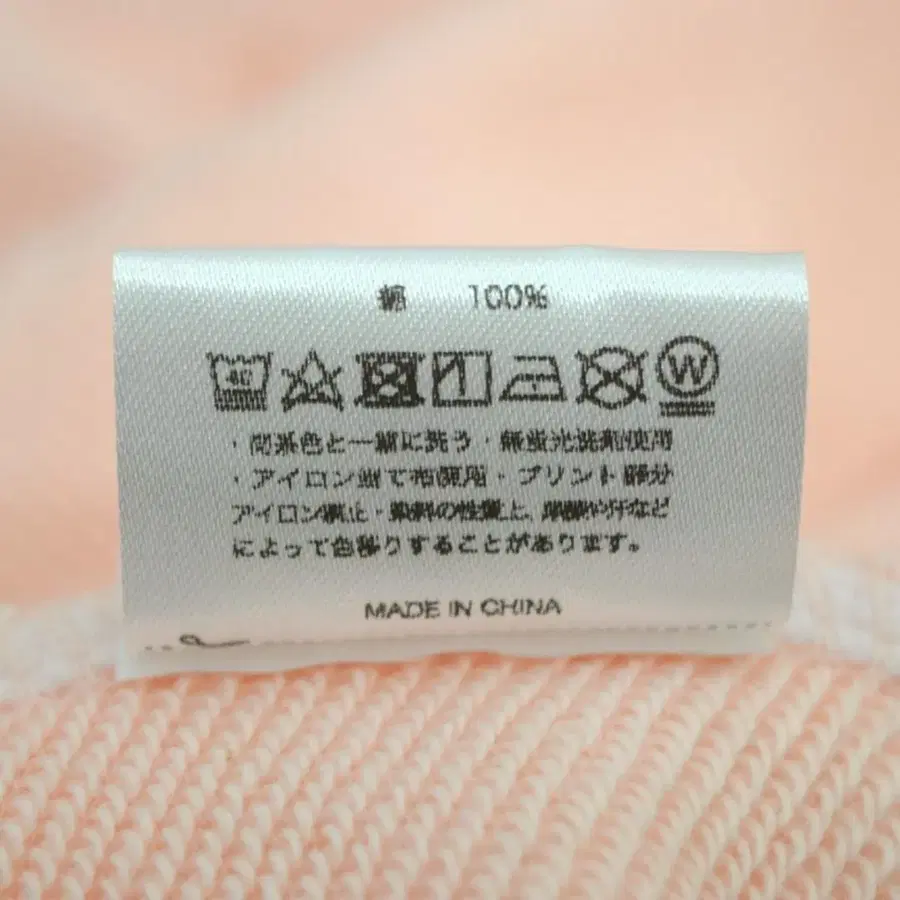 綿 100%
40
W
・同系色と一緒に洗う・無蛍光洗剤使用
・アイロン当て布使用・プリント部分
アイロン禁止・染料の性質上、摩擦や汗など
によって色移りすることがあります。
MADE IN CHINA